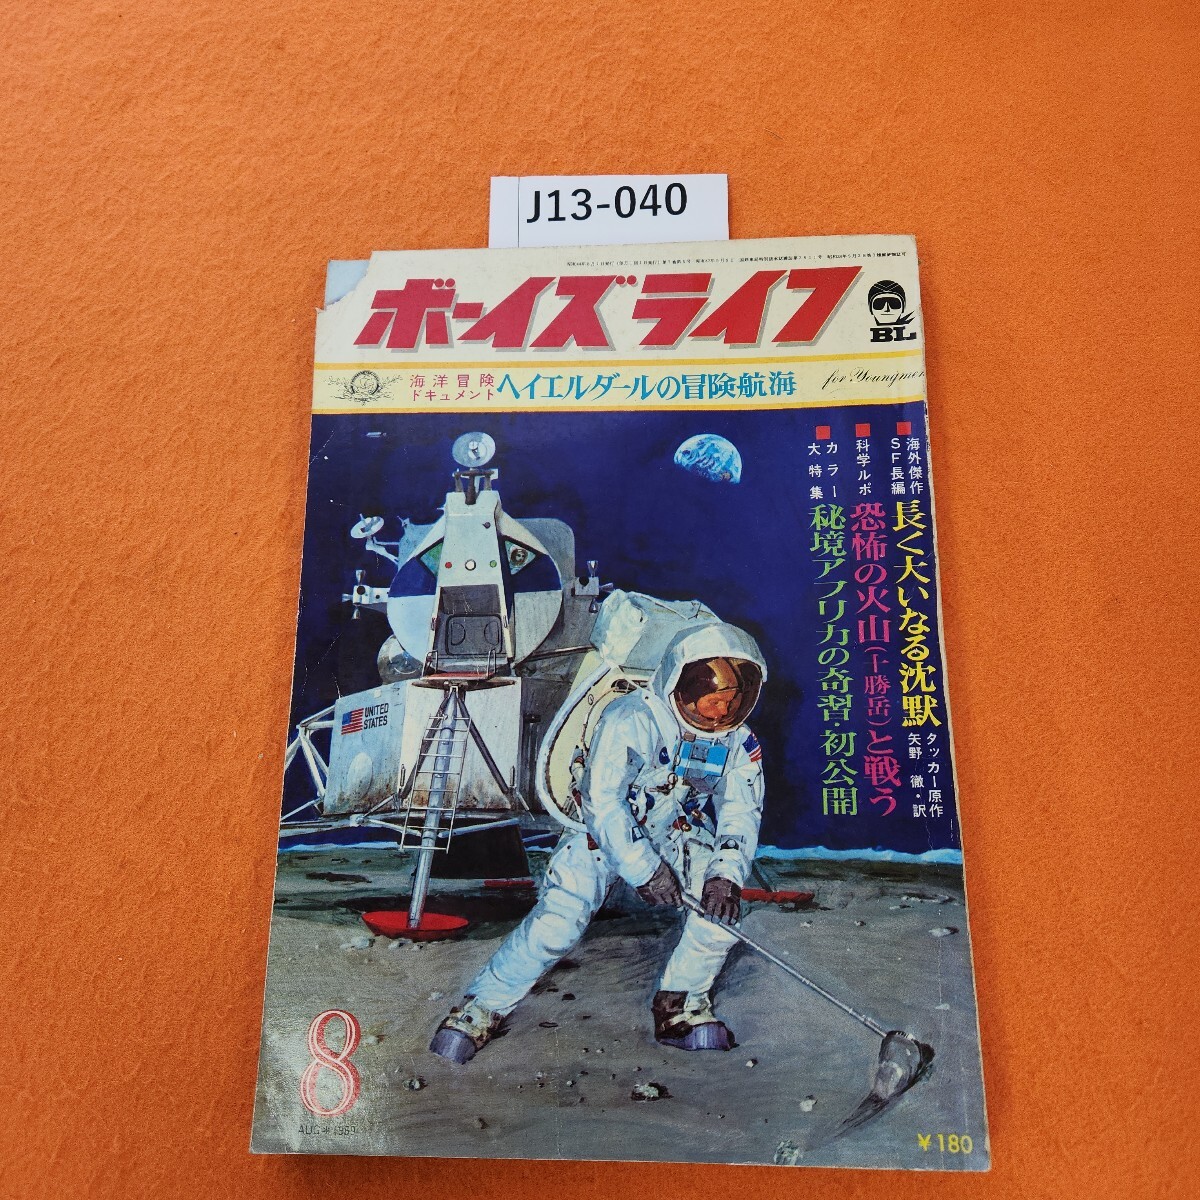 J13-040
ボーイズライフ
BL
海洋冒険
ドキュメント
ヘイエルダールの冒険航海
for Youngmen
海外傑作
SF長編
長く大いなる沈黙
タッカー原作
矢野徹・訳
科学ルポ
恐怖の火山(十勝岳)と戦う
カラー
大特集
秘境アフリカの奇習・初公開
UNITED
STATES
8
AUG
¥180